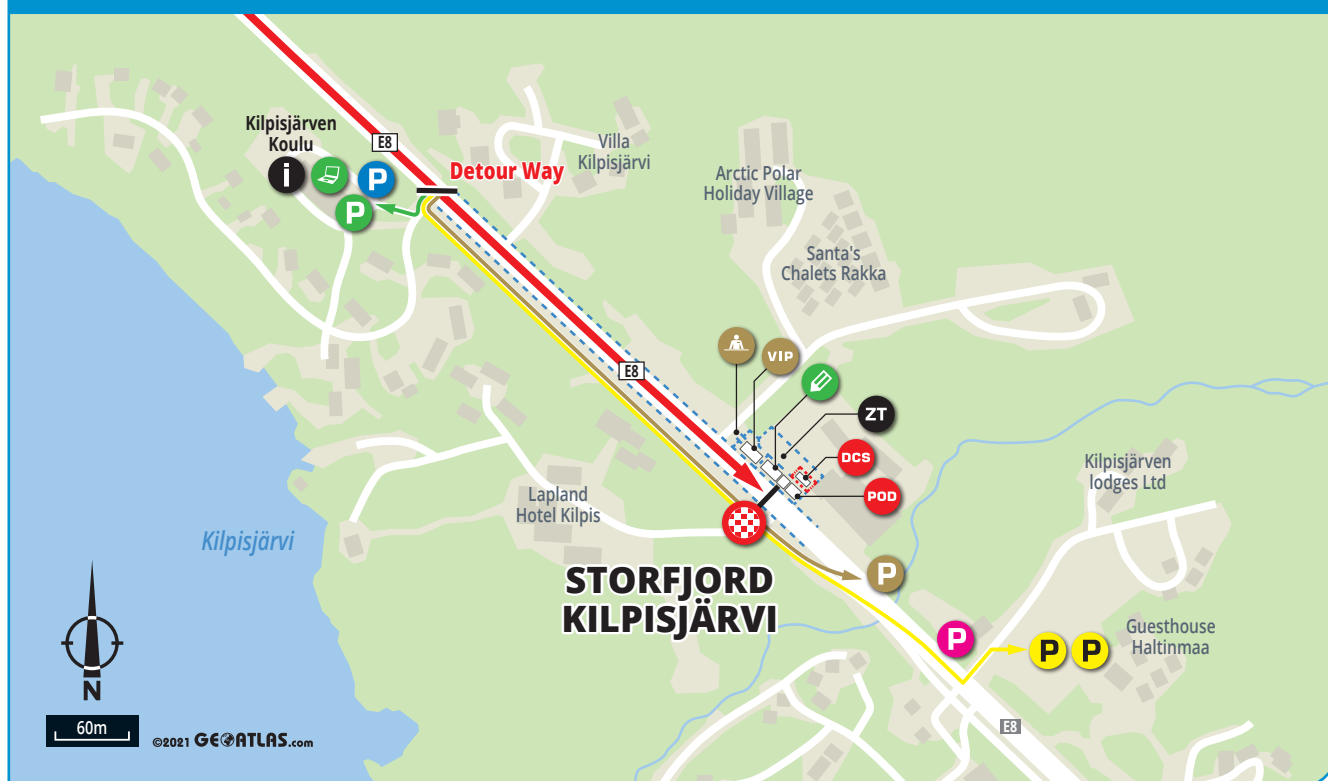 Kilpisjärven
Koulu
i
P
P
E8
Detour Way
Villa
Kilpisjärvi
Arctic Polar
Holiday Village
Santa's
Chalets Rakka
E8
VIP
ZT
DCS
POD
Kilpisjärven
lodges Ltd
Lapland
Hotel Kilpis
Kilpisjärvi
STORFJORD
KILPISJÄRVI
P
P
P
P
Guesthouse
Haltinmaa
E8
N
60m
©2021 GEOATLAS.com